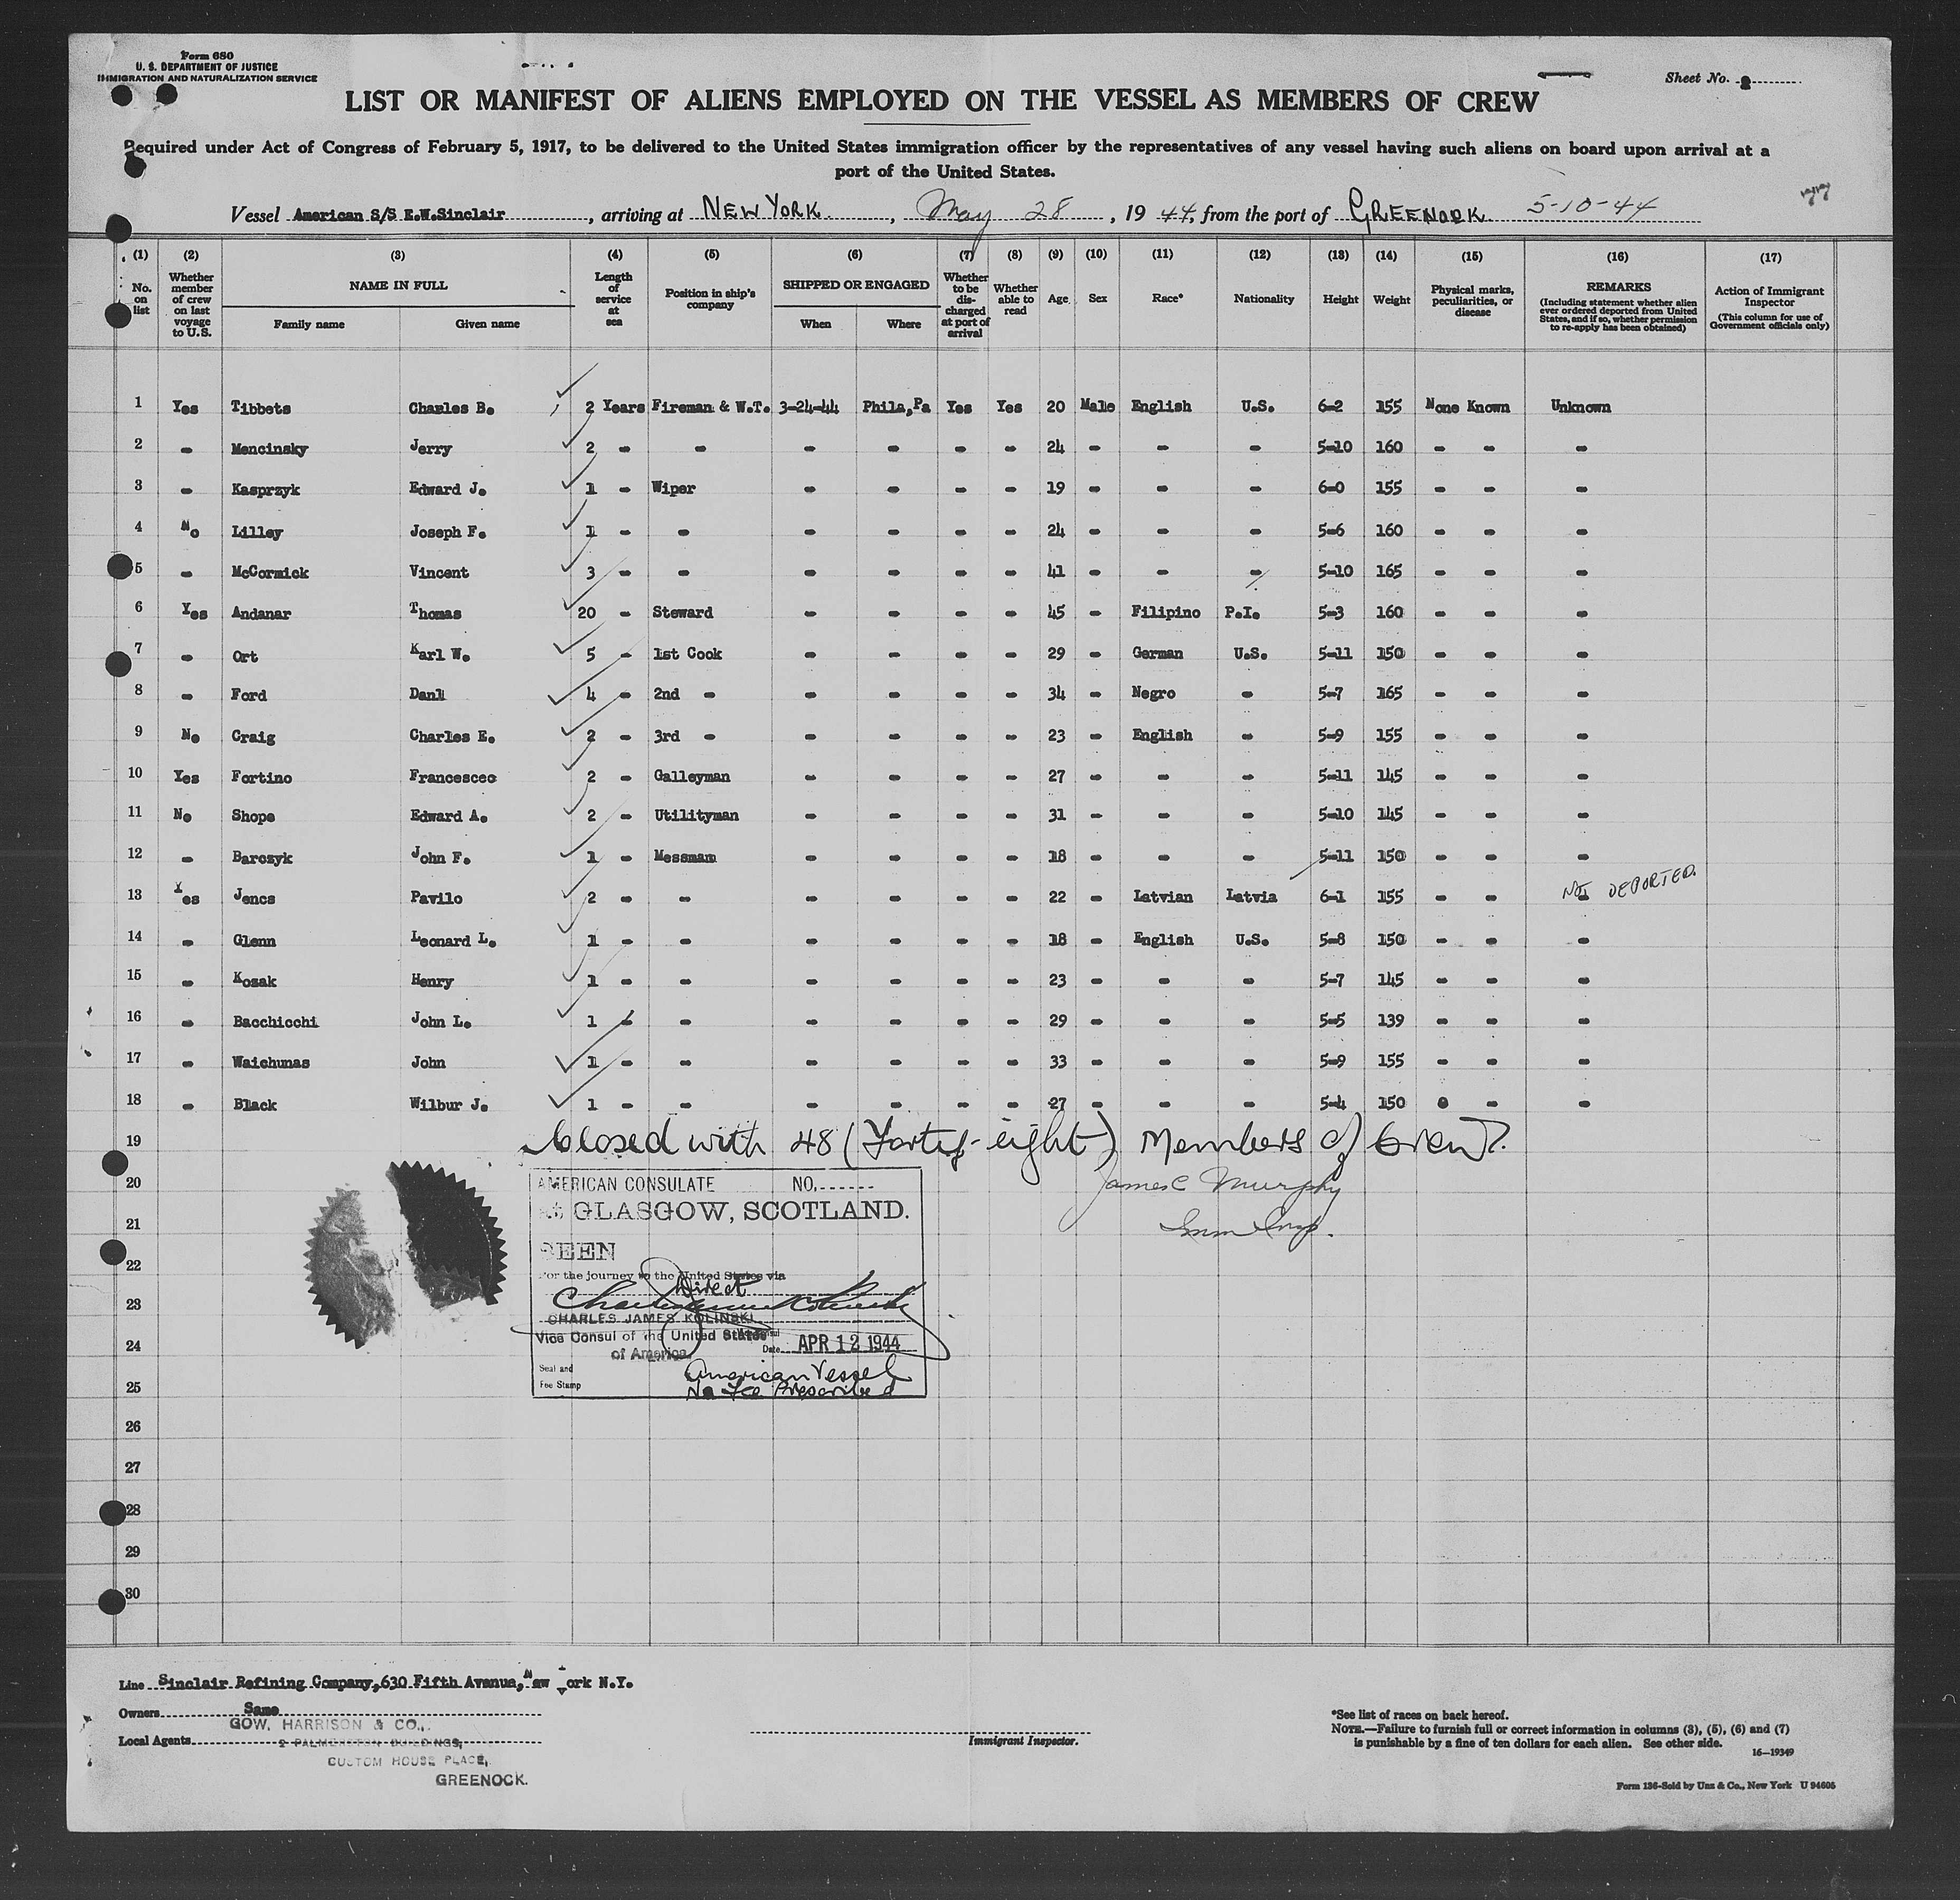 Form 680
U. S. DEPARTMENT OF JUSTICE
IMMIGRATION AND NATURALIZATION SERVICE
Sheet No.
LIST OR MANIFEST OF ALIENS EMPLOYED ON THE VESSEL AS MEMBERS OF CREW
Required under Act of Congress of February 5, 1917, to be delivered to the United States immigration officer by the representatives of any vessel having such aliens on board upon arrival at a
port of the United States.
Vessel American S/S E.W.Sinclair, arriving at NEW YORK, May 28, 1944, from the port of GREENOCK 5-10-44
(1) (2) (3) (4) (5) (6) (7) (8) (9) (10) (11) (12) (13) (14) (15) (16) (17)
No. on list
Whether member of crew on last voyage to U.S.
NAME IN FULL
Family name
Given name
Length of service at sea
Position in ship's company
SHIPPED OR ENGAGED
When
Where
Whether to be discharged at port of arrival
Whether able to read
Age
Sex
Race*
Nationality
Height
Weight
Physical marks, peculiarities, or disease
REMARKS
(Including statement whether alien ever ordered deported from United States, and if so, whether permission to re-apply has been obtained)
Action of Immigrant Inspector
(This column for use of Government officials only)
1 Yes Tibbets Charles B. 2 Years Fireman & W.T. 3-24-44 Phila,Pa Yes Yes 20 Male English U.S. 6-2 155 None Known Unknown
2 - Mencinsky Jerry 2 - - - - - - 24 - - - 5-10 160 - - -
3 - Kasprzyk Edward J. 1 - Wiper - - - - 19 - - - 6-0 155 - - -
4 No Lilley Joseph F. 1 - - - - - - 24 - - - 5-6 160 - - -
5 - McCormick Vincent 3 - - - - - - 41 - - - 5-10 165 - - -
6 Yes Andanar Thomas 20 - Steward - - - - 45 - Filipino P.I. 5-3 160 - - -
7 - Ort Karl W. 5 - 1st Cook - - - - 29 - German U.S. 5-11 150 - - -
8 - Ford Danl 4 - 2nd - - - - - 34 - Negro - 5-7 165 - - -
9 No Craig Charles E. 2 - 3rd - - - - - 23 - English - 5-9 155 - - -
10 Yes Fortino Francesco 2 - Galleyman - - - - 27 - - - 5-11 145 - - -
11 No Shope Edward A. 2 - Utilityman - - - - 31 - - - 5-10 145 - - -
12 - Barczyk John F. 1 - Messman - - - - 18 - - - 5-11 150 - - -
13 Yes Jencs Pavilo 2 - - - - - - 22 - Latvian Latvia 6-1 155 - - - NOT DEPORTED.
14 - Glenn Leonard L. 1 - - - - - - 18 - English U.S. 5-8 150 - - -
15 - Kozak Henry 1 - - - - - - 23 - - - 5-7 145 - - -
16 - Bacchicchi John L. 1 - - - - - - 29 - - - 5-5 139 - - -
17 - Waichunas John 1 - - - - - - 33 - - - 5-9 155 - - -
18 - Black Wilbur J. 1 - - - - - - 27 - - - 5-4 150 - - -
19
Closed with 48 (Forty-eight) Members of Crew.
20
James C Murphy
21
Imm Insp.
22
23
24
25
26
27
28
29
30
AMERICAN CONSULATE NO.
At GLASGOW, SCOTLAND.
SEEN
For the journey to the United States via
Direct
CHARLES JAMES KOLINSKI
Vice Consul of the United States
of America.
Date APR 12 1944
Seal and
Fee Stamp
American Vessel
No Fee Prescribed
Line Sinclair Refining Company,630 Fifth Avenue, New York N.Y.
Owners Same
Local Agents GOW, HARRISON & CO.,
2 PALMERSTON BUILDINGS,
CUSTOM HOUSE PLACE,
GREENOCK.
Immigrant Inspector.
*See list of races on back hereof.
NOTE.—Failure to furnish full or correct information in columns (3), (5), (6) and (7)
is punishable by a fine of ten dollars for each alien. See other side.
16—19349
Form 136-Sold by Unz & Co., New York U 94605